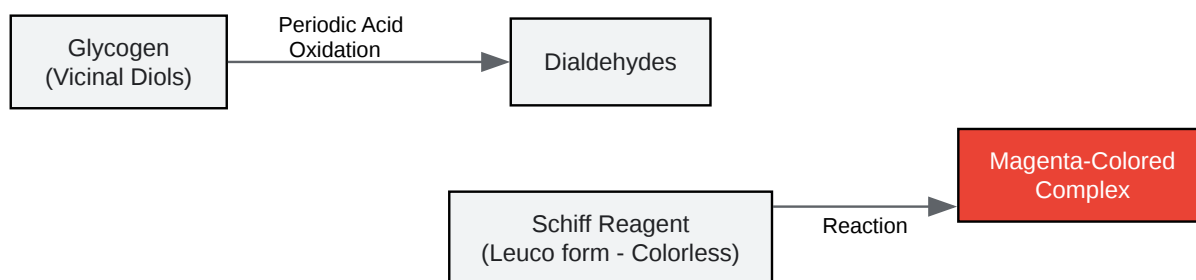 Glycogen
(Vicinal Diols)
Periodic Acid
Oxidation
Dialdehydes
Schiff Reagent
(Leuco form - Colorless)
Reaction
Magenta-Colored
Complex